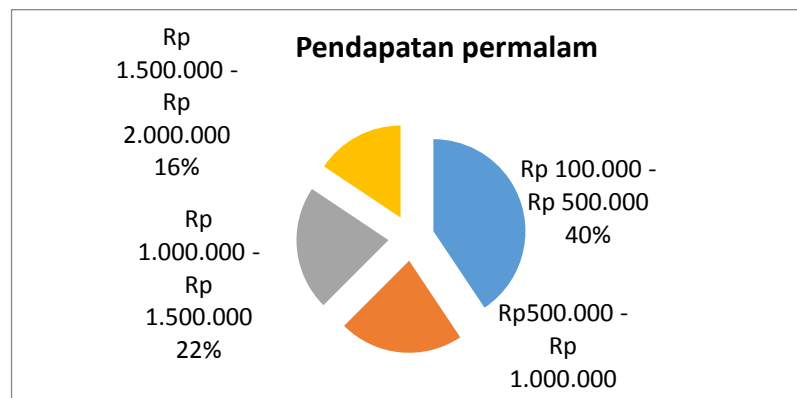 Pendapatan permalam
Rp
1.500.000 -
Rp
2.000.000
16%
Rp 100.000 -
Rp 500.000
40%
Rp
1.000.000 -
Rp
1.500.000
22%
Rp500.000 -
Rp
1.000.000